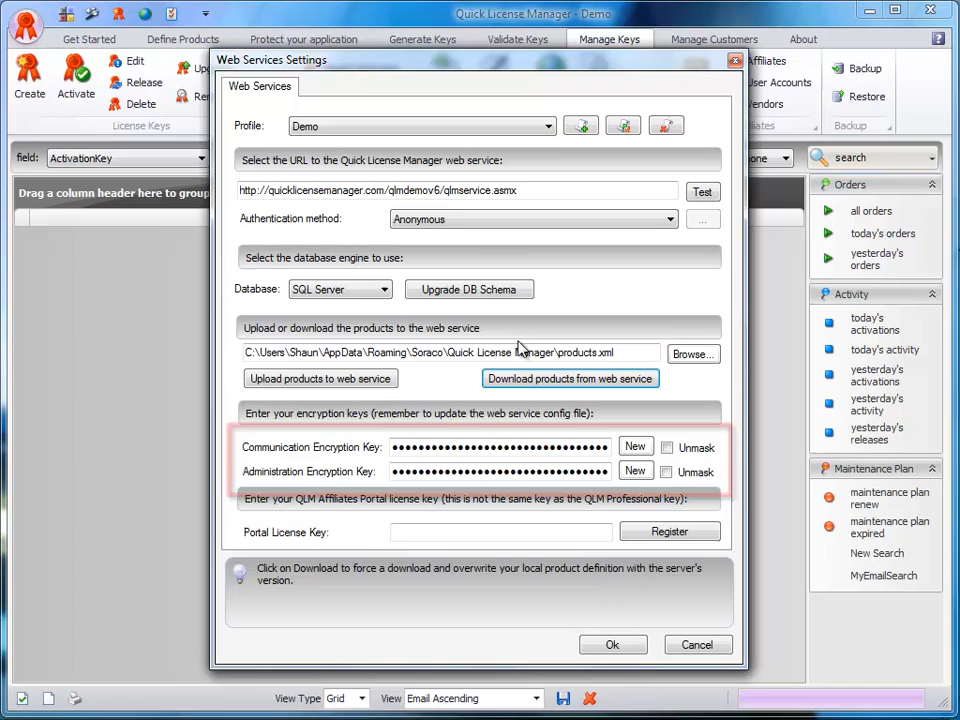 Quick License Manager - Demo
Get Started
Define Products
Protect your application
Generate Keys
Validate Keys
Manage Keys
Manage Customers
About
Create
Activate
Edit
Release
Delete
License Keys
Affiliates
User Accounts
Vendors
Backup
Restore
Backup
field:
ActivationKey
search
Drag a column header here to group
Web Services Settings
Web Services
Profile:
Demo
Select the URL to the Quick License Manager web service:
http://quicklicensemanager.com/qlmdemov6/qlmservice.asmx
Test
Authentication method:
Anonymous
...
Select the database engine to use:
Database:
SQL Server
Upgrade DB Schema
Upload or download the products to the web service
C:\Users\Shaun\AppData\Roaming\Soraco\Quick License Manager\products.xml
Browse...
Upload products to web service
Download products from web service
Enter your encryption keys (remember to update the web service config file):
Communication Encryption Key:
New
Unmask
Administration Encryption Key:
New
Unmask
Enter your QLM Affiliates Portal license key (this is not the same key as the QLM Professional key):
Portal License Key:
Register
Click on Download to force a download and overwrite your local product definition with the server's
version.
Ok
Cancel
Orders
all orders
today's orders
yesterday's
orders
Activity
today's
activations
today's activity
yesterday's
activations
yesterday's
activity
yesterday's
releases
Maintenance Plan
maintenance plan
renew
maintenance plan
expired
New Search
MyEmailSearch
View Type
Grid
View
Email Ascending